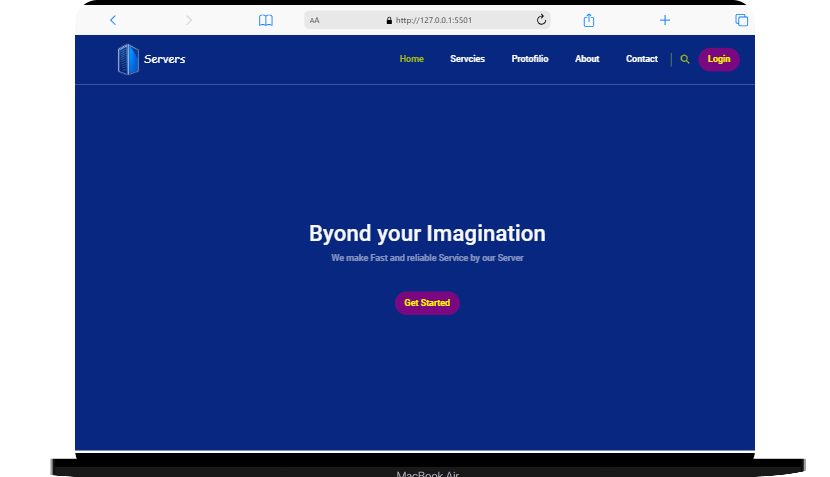 AA http://127.0.0.1:5501
Servers Home Servcies Protofilio About Contact Login
Byond your Imagination
We make Fast and reliable Service by our Server
Get Started
MacBook Air